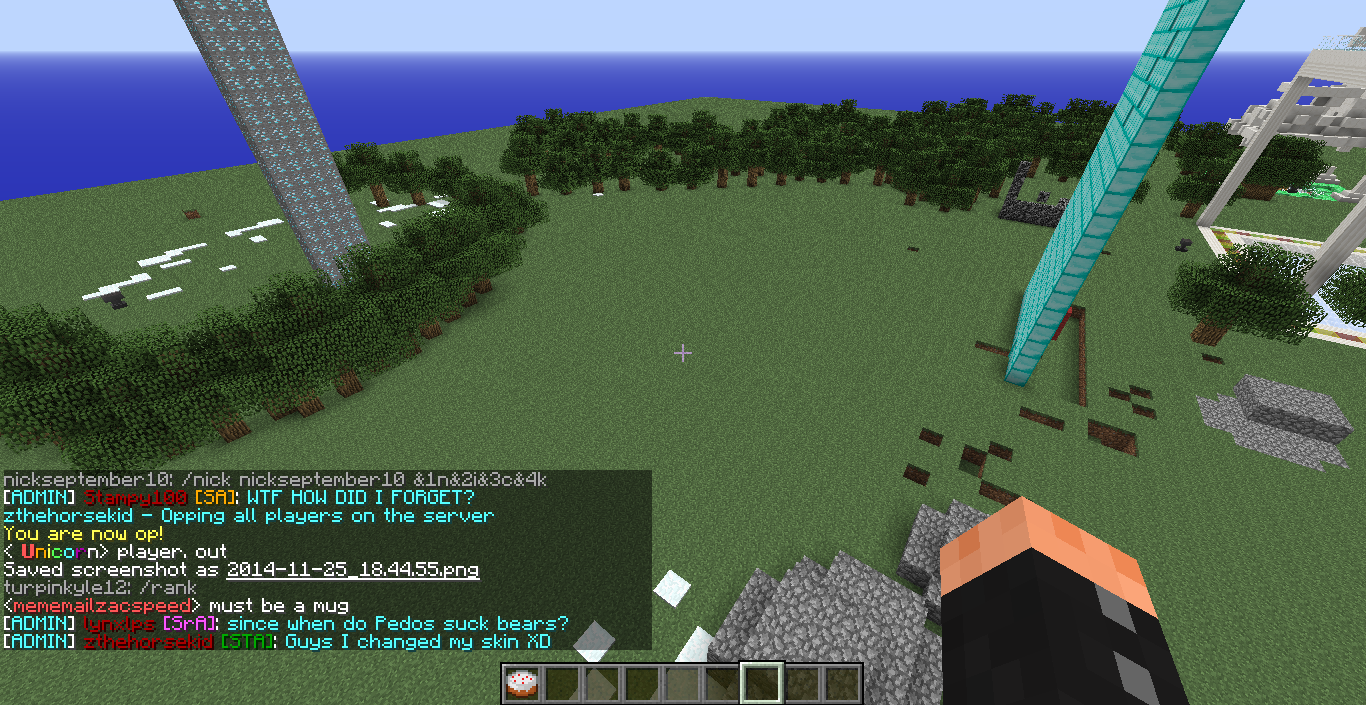 nickseptember10: /nick nickseptember10 &1n&2i&3c&4k
[ADMIN] Stampy100 [SA]: WTF HOW DID I FORGET?
zthehorsekid - Opping all players on the server
You are now op!
< Unicorn> player. out
Saved screenshot as 2014-11-25_18.44.55.png
turpinkyle12: /rank
<mememailzacspeed> must be a mug
[ADMIN] lynxlps [SrA]: since when do Pedos suck bears?
[ADMIN] zthehorsekid [STA]: Guys I changed my skin XD